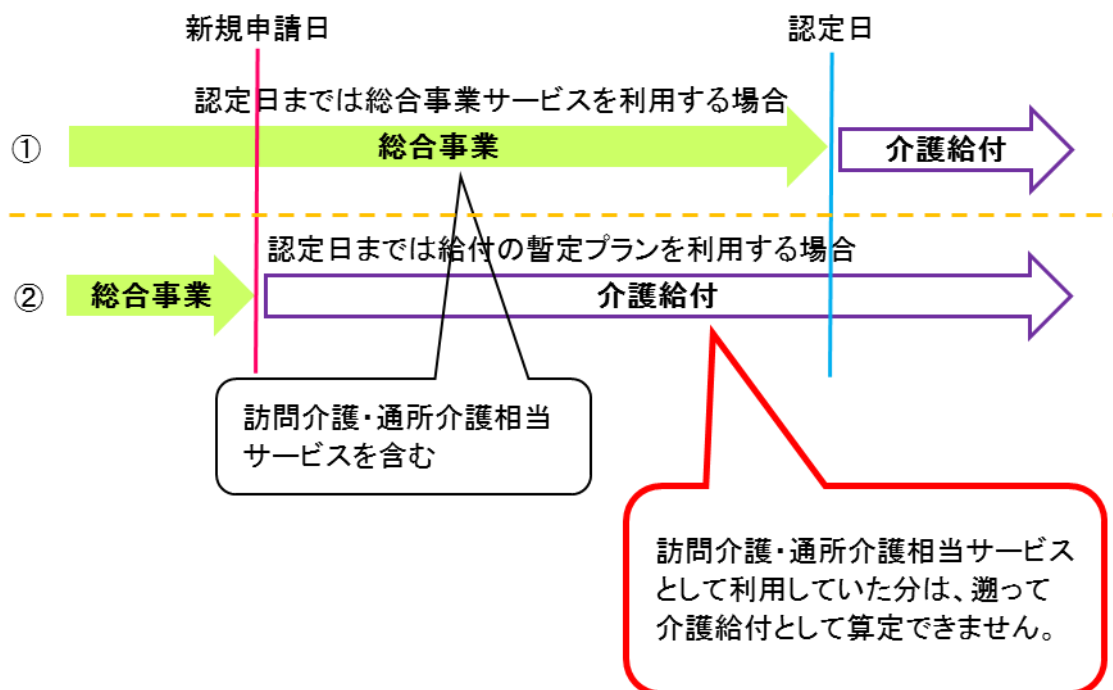 新規申請日
認定日
認定日までは総合事業サービスを利用する場合
①
総合事業
介護給付
認定日までは給付の暫定プランを利用する場合
②
総合事業
介護給付
訪問介護・通所介護相当
サービスを含む
訪問介護・通所介護相当サービス
として利用していた分は、遡って
介護給付として算定できません。